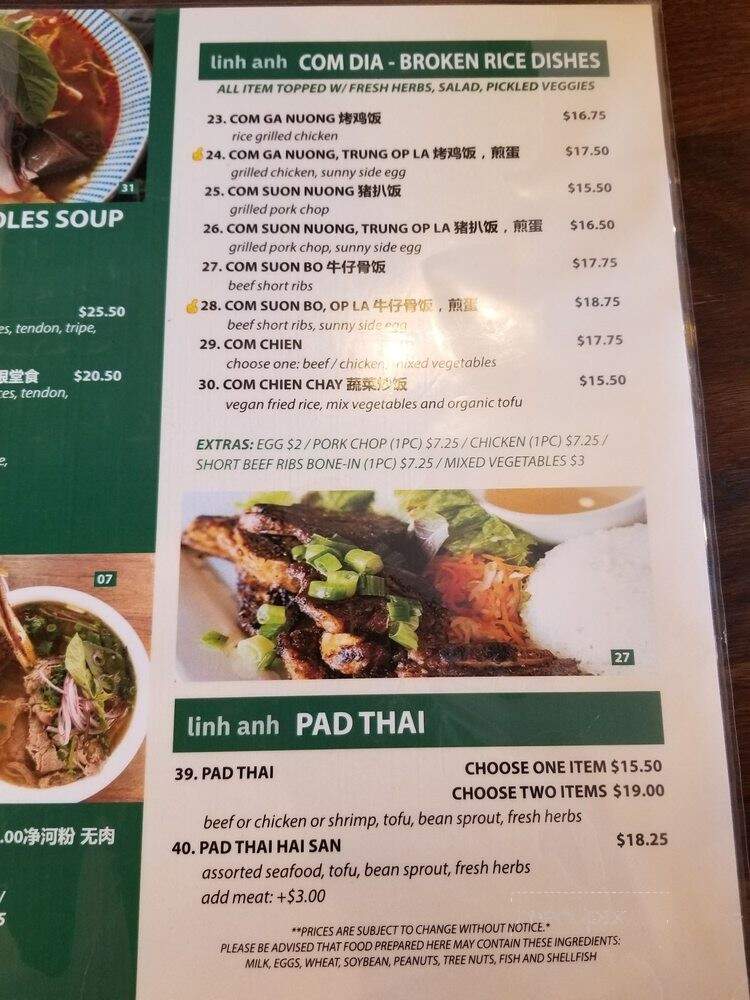 31
OLES SOUP
$25.50
es, tendon, tripe,
堂食 $20.50
ces, tendon,
e,
07
.00净河粉 无肉
linh anh COM DIA - BROKEN RICE DISHES
ALL ITEM TOPPED W/ FRESH HERBS, SALAD, PICKLED VEGGIES
23. COM GA NUONG 烤鸡饭 $16.75
rice grilled chicken
24. COM GA NUONG, TRUNG OP LA 烤鸡饭，煎蛋 $17.50
grilled chicken, sunny side egg
25. COM SUON NUONG 猪扒饭 $15.50
grilled pork chop
26. COM SUON NUONG, TRUNG OP LA 猪扒饭，煎蛋 $16.50
grilled pork chop, sunny side egg
27. COM SUON BO 牛仔骨饭 $17.75
beef short ribs
28. COM SUON BO, OP LA 牛仔骨饭，煎蛋 $18.75
beef short ribs, sunny side egg
29. COM CHIEN $17.75
choose one: beef / chicken, mixed vegetables
30. COM CHIEN CHAY 蔬菜炒饭 $15.50
vegan fried rice, mix vegetables and organic tofu
EXTRAS: EGG $2 / PORK CHOP (1PC) $7.25 / CHICKEN (1PC) $7.25 /
SHORT BEEF RIBS BONE-IN (1PC) $7.25 / MIXED VEGETABLES $3
27
linh anh PAD THAI
39. PAD THAI CHOOSE ONE ITEM $15.50
CHOOSE TWO ITEMS $19.00
beef or chicken or shrimp, tofu, bean sprout, fresh herbs
40. PAD THAI HAI SAN $18.25
assorted seafood, tofu, bean sprout, fresh herbs
add meat: +$3.00
**PRICES ARE SUBJECT TO CHANGE WITHOUT NOTICE.*
PLEASE BE ADVISED THAT FOOD PREPARED HERE MAY CONTAIN THESE INGREDIENTS:
MILK, EGGS, WHEAT, SOYBEAN, PEANUTS, TREE NUTS, FISH AND SHELLFISH